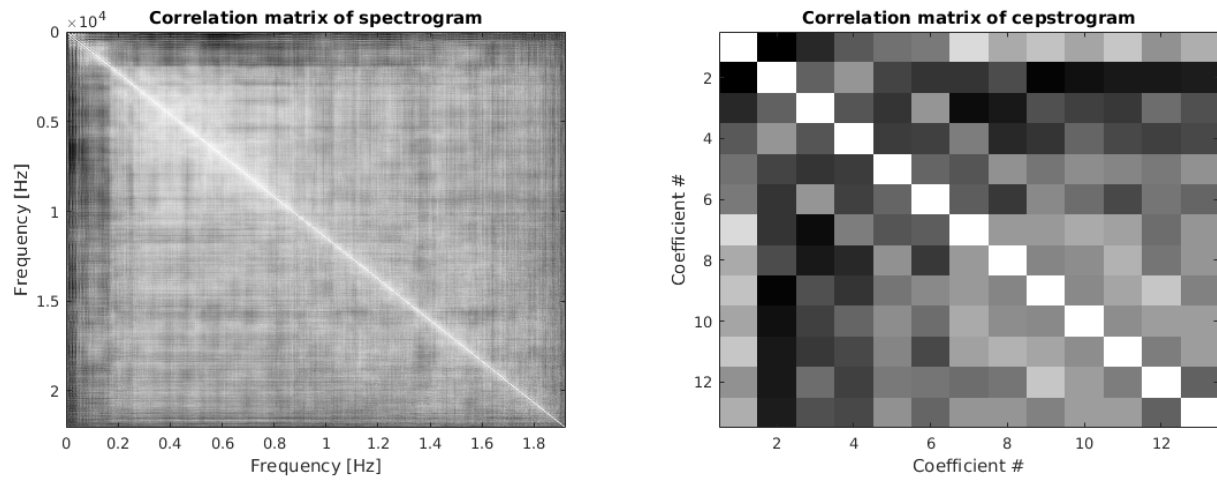 Correlation matrix of spectrogram
×10⁴
0
0.5
1
1.5
2
Frequency [Hz]
0 0.2 0.4 0.6 0.8 1 1.2 1.4 1.6 1.8
Frequency [Hz]
Correlation matrix of cepstrogram
2
4
6
8
10
12
Coefficient #
2 4 6 8 10 12
Coefficient #